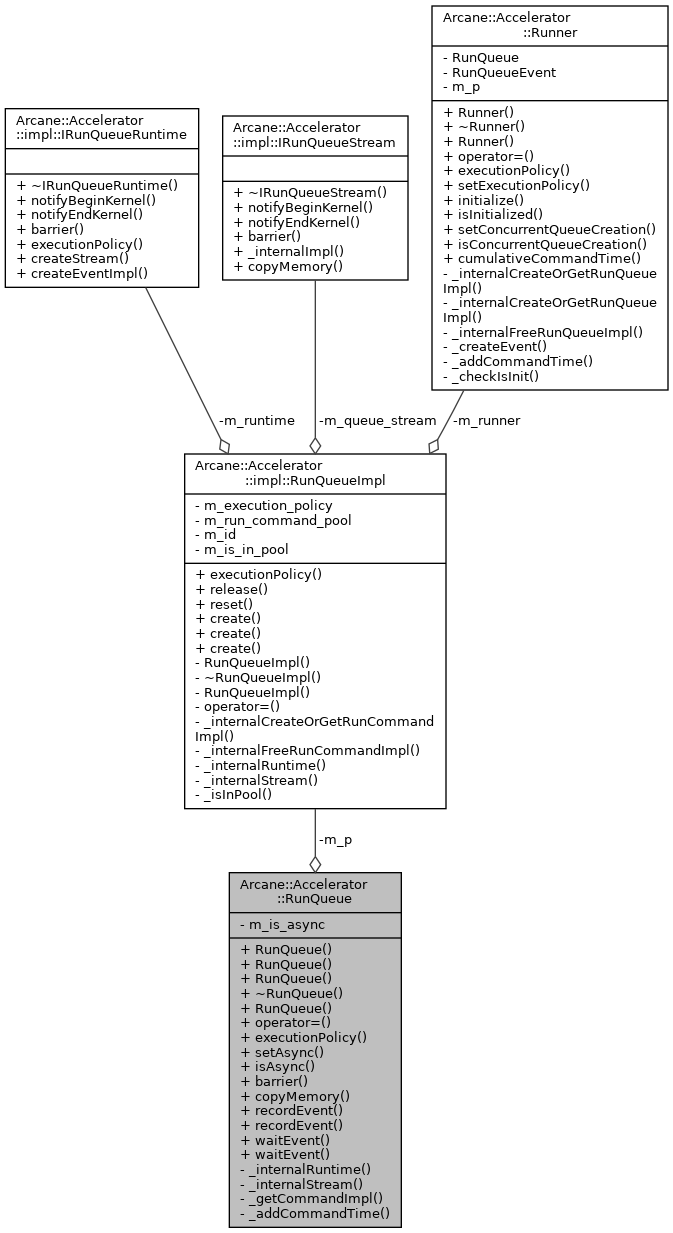 Arcane::Accelerator
::Runner
- RunQueue
- RunQueueEvent
- m_p
+ Runner()
+ ~Runner()
+ Runner()
+ operator=()
+ executionPolicy()
+ setExecutionPolicy()
+ initialize()
+ isInitialized()
+ setConcurrentQueueCreation()
+ isConcurrentQueueCreation()
+ cumulativeCommandTime()
- _internalCreateOrGetRunQueue
Impl()
- _internalCreateOrGetRunQueue
Impl()
- _internalFreeRunQueueImpl()
- _createEvent()
- _addCommandTime()
- _checkIsInit()
Arcane::Accelerator
::impl::IRunQueueRuntime
+ ~IRunQueueRuntime()
+ notifyBeginKernel()
+ notifyEndKernel()
+ barrier()
+ executionPolicy()
+ createStream()
+ createEventImpl()
Arcane::Accelerator
::impl::IRunQueueStream
+ ~IRunQueueStream()
+ notifyBeginKernel()
+ notifyEndKernel()
+ barrier()
+ _internalImpl()
+ copyMemory()
-m_runtime
-m_queue_stream
-m_runner
Arcane::Accelerator
::impl::RunQueueImpl
- m_execution_policy
- m_run_command_pool
- m_id
- m_is_in_pool
+ executionPolicy()
+ release()
+ reset()
+ create()
+ create()
+ create()
- RunQueueImpl()
- ~RunQueueImpl()
- RunQueueImpl()
- operator=()
- _internalCreateOrGetRunCommand
Impl()
- _internalFreeRunCommandImpl()
- _internalRuntime()
- _internalStream()
- _isInPool()
-m_p
Arcane::Accelerator
::RunQueue
- m_is_async
+ RunQueue()
+ RunQueue()
+ RunQueue()
+ ~RunQueue()
+ RunQueue()
+ operator=()
+ executionPolicy()
+ setAsync()
+ isAsync()
+ barrier()
+ copyMemory()
+ recordEvent()
+ recordEvent()
+ waitEvent()
+ waitEvent()
- _internalRuntime()
- _internalStream()
- _getCommandImpl()
- _addCommandTime()